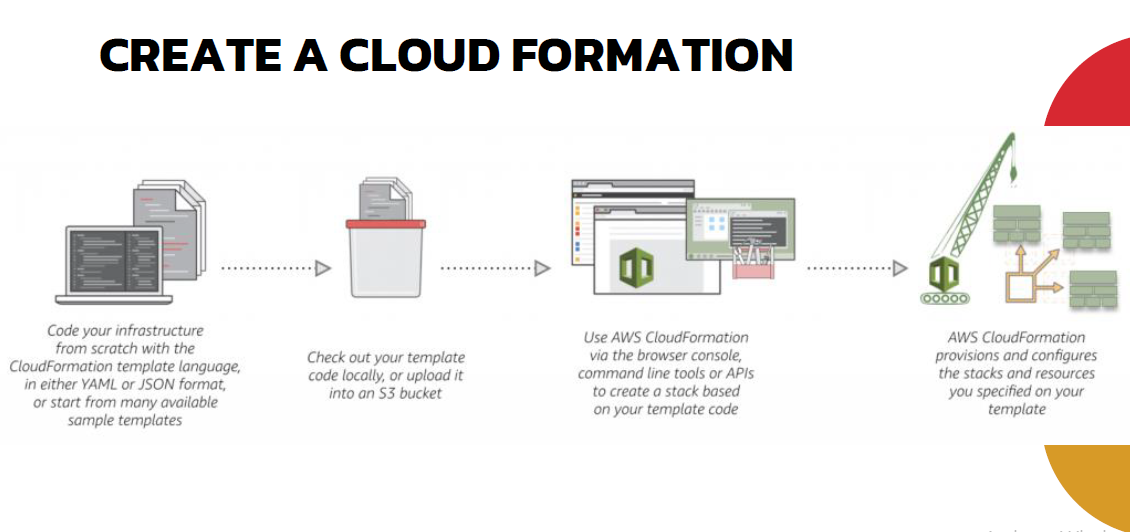 CREATE A CLOUD FORMATION
Code your infrastructure
from scratch with the
CloudFormation template language,
in either YAML or JSON format,
or start from many available
sample templates
Check out your template
code locally, or upload it
into an S3 bucket
Use AWS CloudFormation
via the browser console,
command line tools or APIs
to create a stack based
on your template code
AWS CloudFormation
provisions and configures
the stacks and resources
you specified on your
template